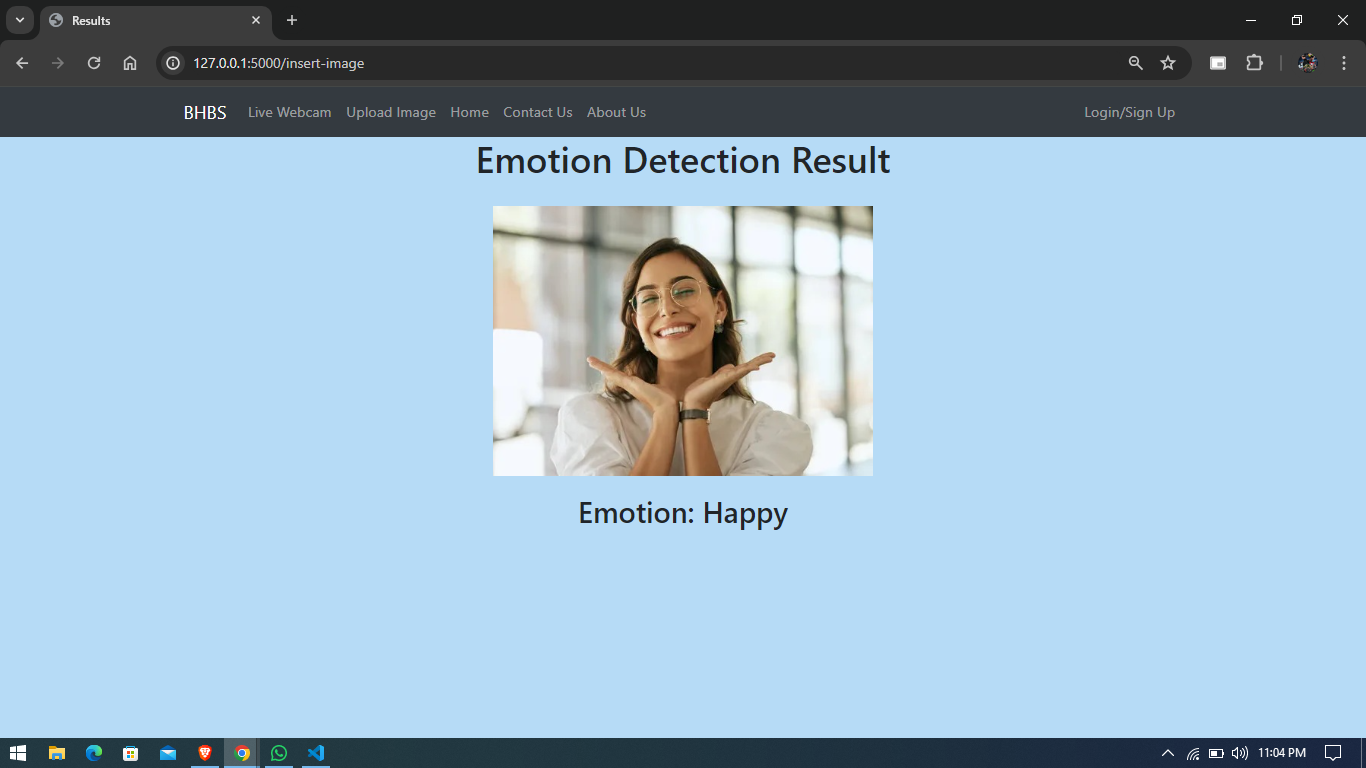 Results
127.0.0.1:5000/insert-image
BHBS Live Webcam Upload Image Home Contact Us About Us Login/Sign Up
Emotion Detection Result
Emotion: Happy
11:04 PM